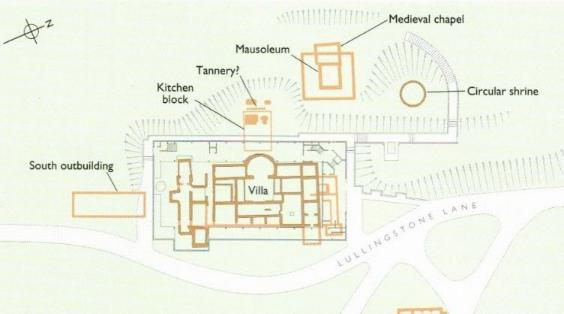 N
Medieval chapel
Mausoleum
Tannery?
Kitchen
block
Circular shrine
South outbuilding
Villa
LULLINGSTONE LANE